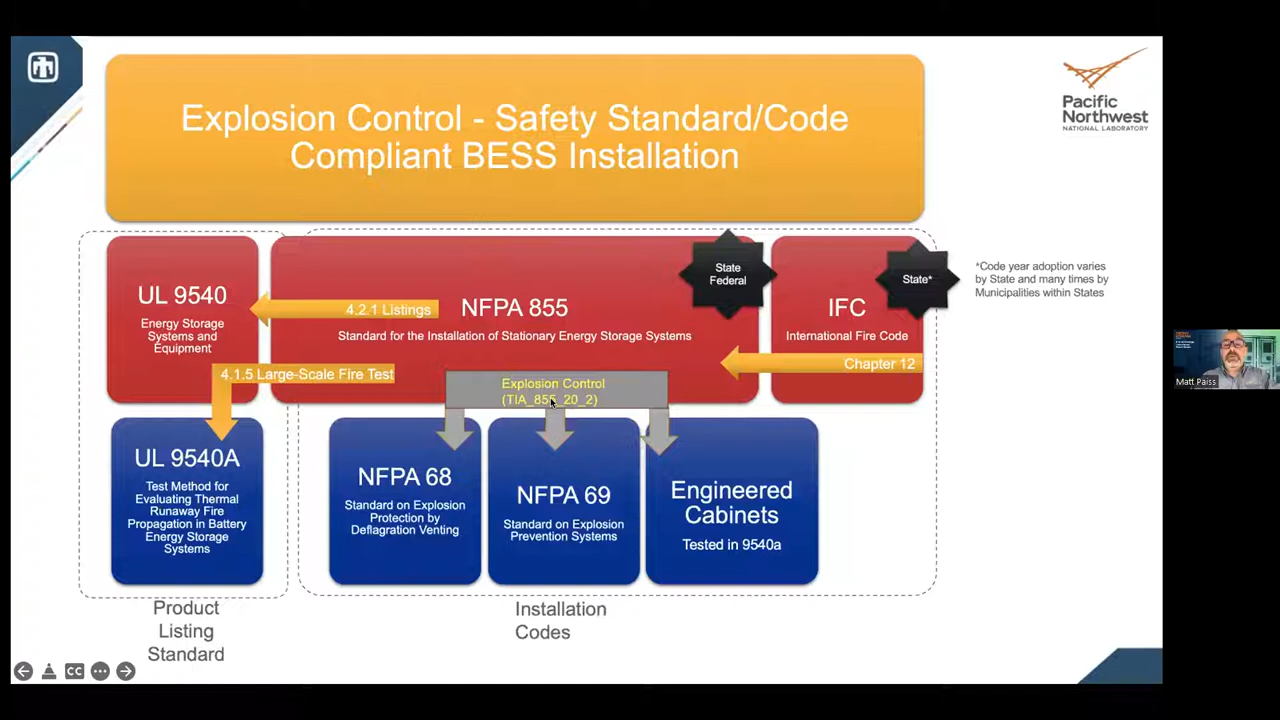 Explosion Control - Safety Standard/Code
Compliant BESS Installation
Pacific
Northwest
NATIONAL LABORATORY
UL 9540
Energy Storage
Systems and
Equipment
4.2.1 Listings
NFPA 855
Standard for the Installation of Stationary Energy Storage Systems
State
Federal
IFC
International Fire Code
State*
*Code year adoption varies
by State and many times by
Municipalities within States
Chapter 12
4.1.5 Large-Scale Fire Test
Explosion Control
(TIA_855_20_2)
UL 9540A
Test Method for
Evaluating Thermal
Runaway Fire
Propagation in Battery
Energy Storage
Systems
NFPA 68
Standard on Explosion
Protection by
Deflagration Venting
NFPA 69
Standard on Explosion
Prevention Systems
Engineered
Cabinets
Tested in 9540a
Product
Listing
Standard
Installation
Codes
CC
Matt Paiss